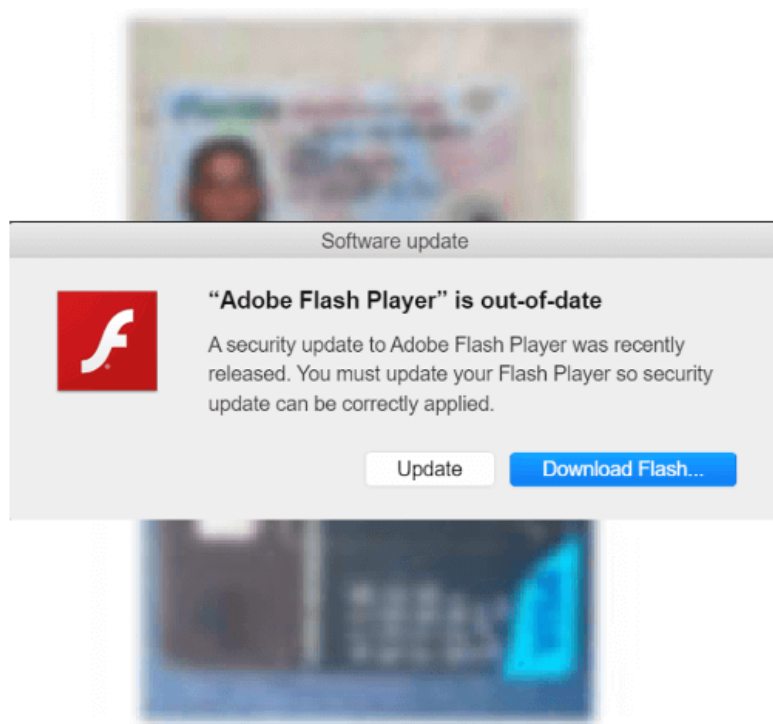 Software update
“Adobe Flash Player” is out-of-date
A security update to Adobe Flash Player was recently
released. You must update your Flash Player so security
update can be correctly applied.
Update
Download Flash...